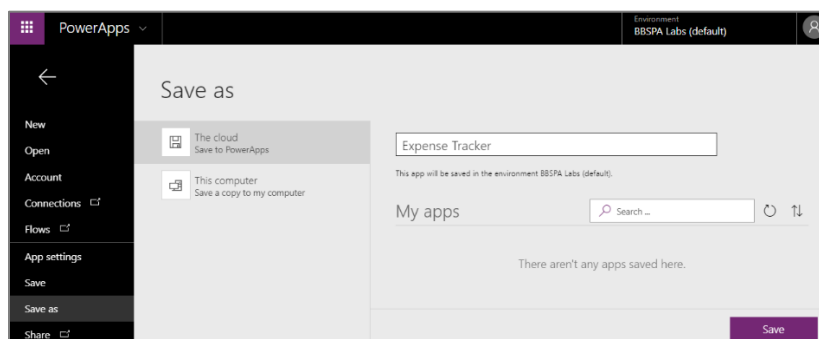 PowerApps
Environment
BBSPA Labs (default)
Save as
New
Open
Account
Connections
Flows
App settings
Save
Save as
Share
The cloud
Save to PowerApps
This computer
Save a copy to my computer
Expense Tracker
This app will be saved in the environment BBSPA Labs (default).
My apps
Search ...
There aren't any apps saved here.
Save